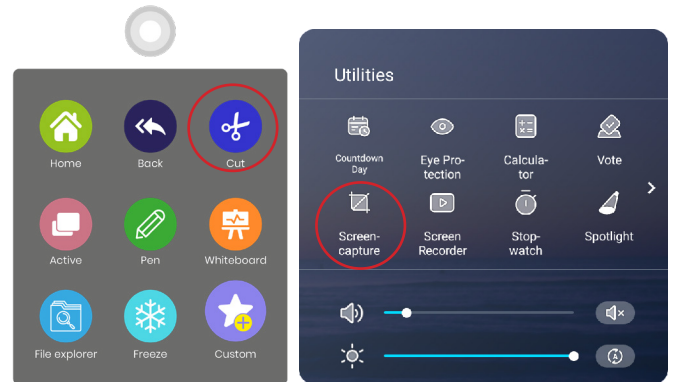 Home
Back
Cut
Active
Pen
Whiteboard
File explorer
Freeze
Custom
Utilities
Countdown
Day
Eye Pro-
tection
Calcula-
tor
Vote
Screen-
capture
Screen
Recorder
Stop-
watch
Spotlight